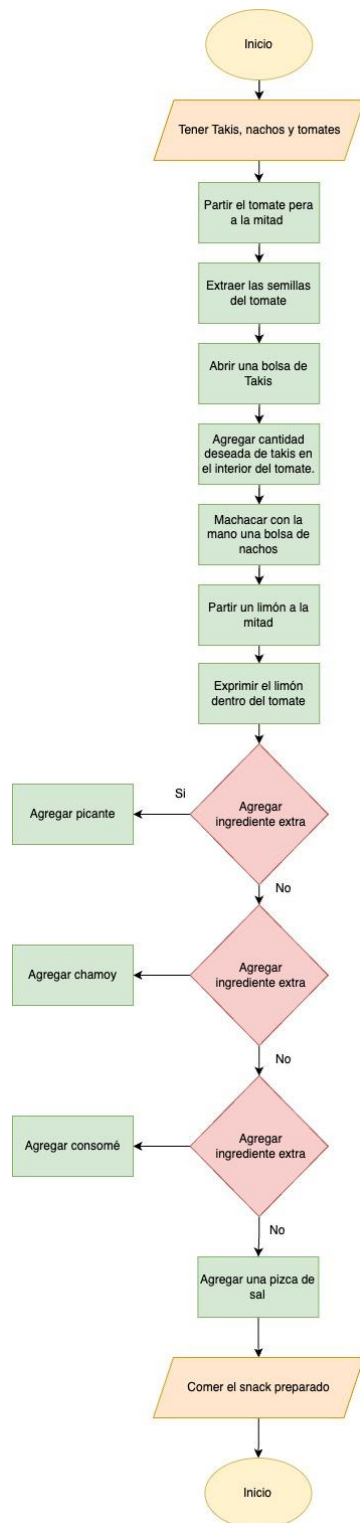 Inicio
Tener Takis, nachos y tomates
Partir el tomate pera
a la mitad
Extraer las semillas
del tomate
Abrir una bolsa de
Takis
Agregar cantidad
deseada de takis en
el interior del tomate.
Machacar con la
mano una bolsa de
nachos
Partir un limón a la
mitad
Exprimir el limón
dentro del tomate
Agregar
ingrediente extra
Si
Agregar picante
No
Agregar
ingrediente extra
Agregar chamoy
No
Agregar
ingrediente extra
Agregar consomé
No
Agregar una pizca de
sal
Comer el snack preparado
Inicio